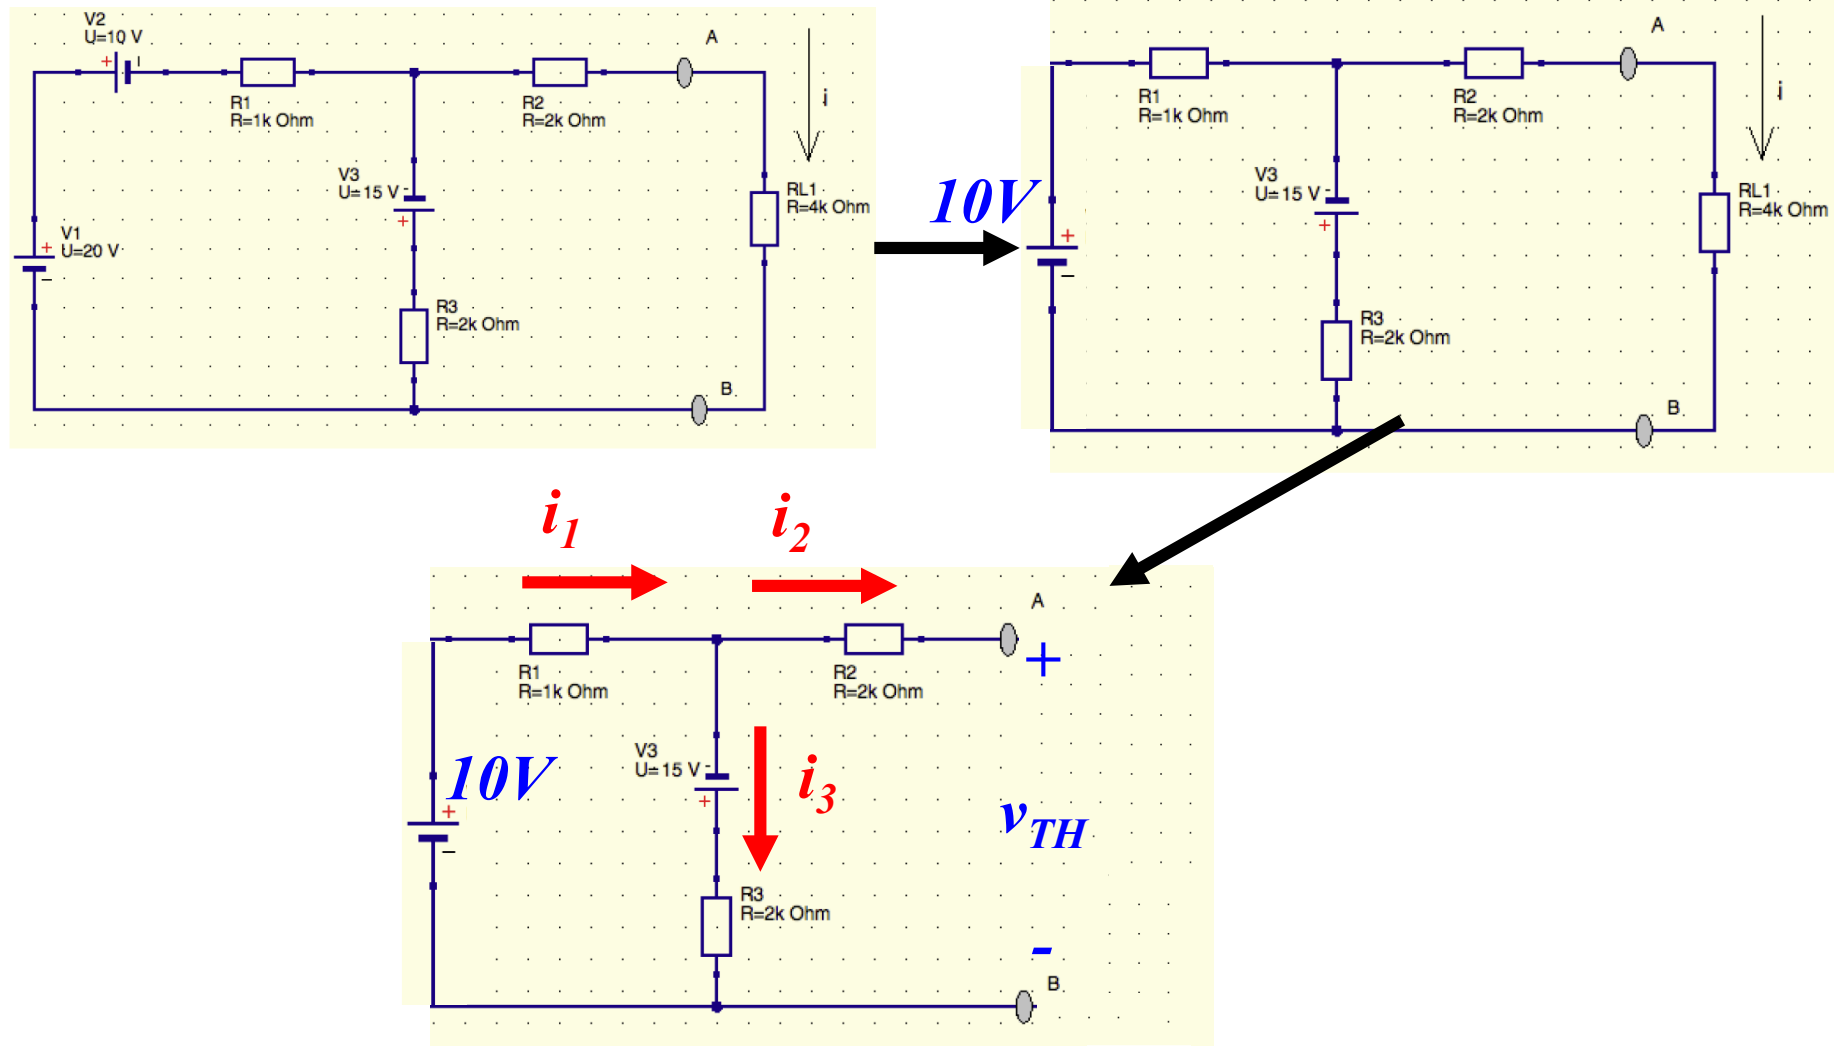 V2
U=10 V
+
R1
R=1k Ohm
R2
R=2k Ohm
A
i
V3
U=15 V -
+
RL1
R=4k Ohm
V1
+ U=20 V
-
R3
R=2k Ohm
B
A
R1
R=1k Ohm
R2
R=2k Ohm
i
10V
V3
U=15 V -
+
RL1
R=4k Ohm
+
-
R3
R=2k Ohm
B
i1
i2
A
+
R1
R=1k Ohm
R2
R=2k Ohm
V3
U=15 V -
+
10V
+
-
i3
vTH
R3
R=2k Ohm
-
B